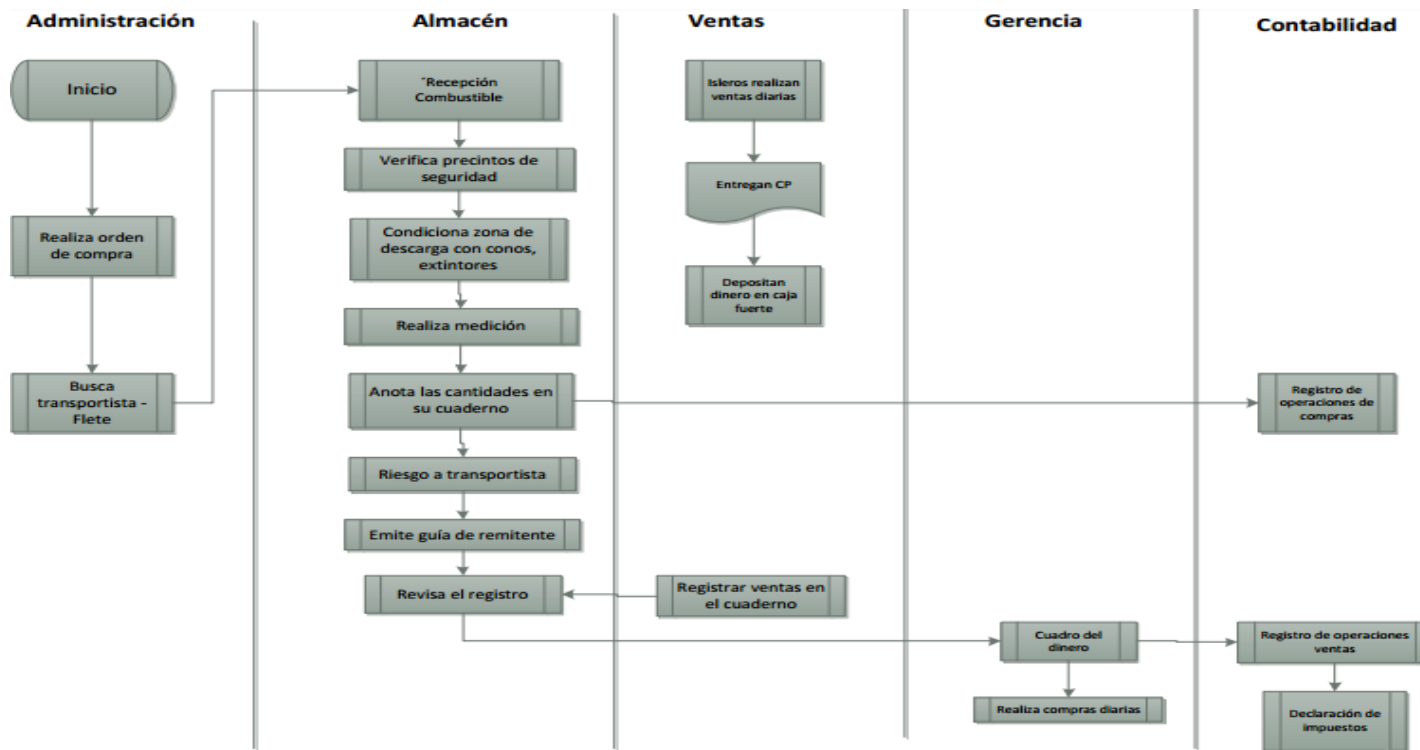 Administración
Almacén
Ventas
Gerencia
Contabilidad
Inicio
Realiza orden
de compra
Busca
transportista -
Flete
´Recepción
Combustible
Verifica precintos de
seguridad
Condiciona zona de
descarga con conos,
extintores
Realiza medición
Anota las cantidades en
su cuaderno
Riesgo a transportista
Emite guía de remitente
Revisa el registro
Isleros realizan
ventas diarias
Entregan CP
Depositan
dinero en caja
fuerte
Registrar ventas en
el cuaderno
Cuadro del
dinero
Realiza compras diarias
Registro de
operaciones de
compras
Registro de operaciones
ventas
Declaración de
impuestos